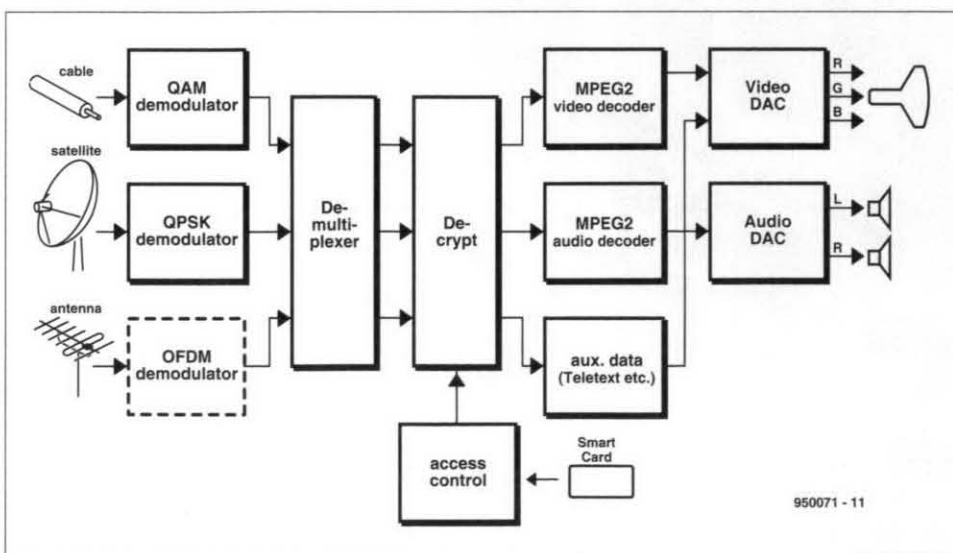 cable
QAM
demodulator
satellite
QPSK
demodulator
antenna
OFDM
demodulator
De-
multi-
plexer
De-
crypt
MPEG2
video decoder
MPEG2
audio decoder
aux. data
(Teletext etc.)
Video
DAC
R
G
B
Audio
DAC
L
R
access
control
Smart
Card
950071 - 11